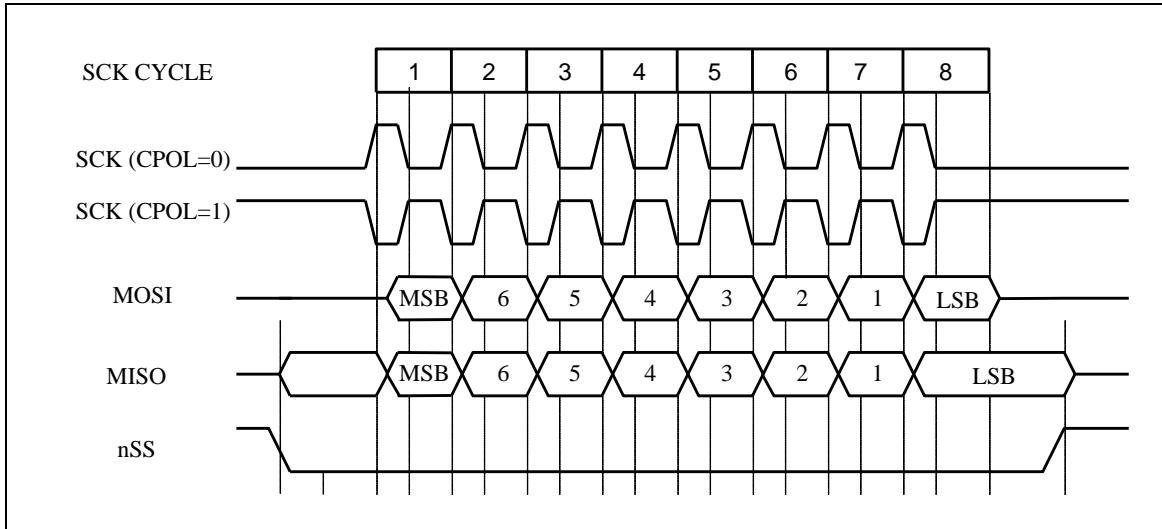 SCK CYCLE 1 2 3 4 5 6 7 8
SCK (CPOL=0)
SCK (CPOL=1)
MOSI MSB 6 5 4 3 2 1 LSB
MISO MSB 6 5 4 3 2 1 LSB
nSS